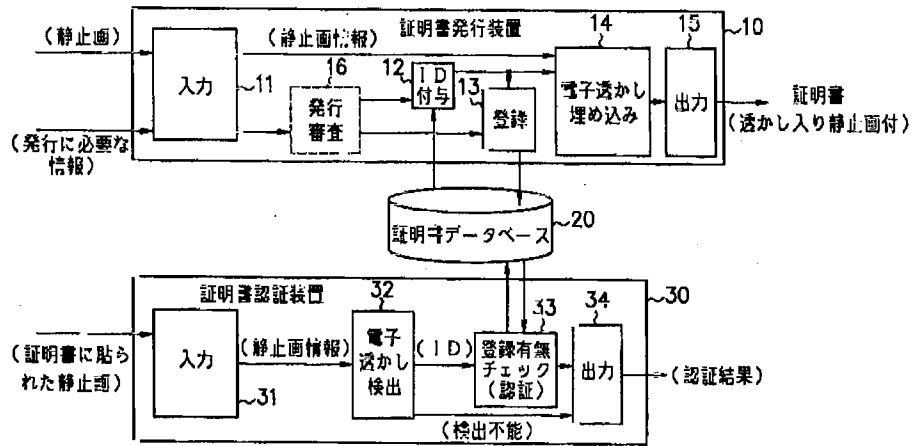 証明書発行装置
10
(静止画)
(静止画情報)
入力
11
16
発行
審査
12
ID
付与
13
登録
14
電子透かし
埋め込み
15
出力
証明書
(透かし入り静止画付)
(発行に必要な
情報)
証明書データベース
20
証明書認証装置
30
入力
31
(証明書に貼ら
れた静止画)
(静止画情報)
32
電子
透かし
検出
(ID)
33
登録有無
チェック
(認証)
34
出力
(認証結果)
(検出不能)